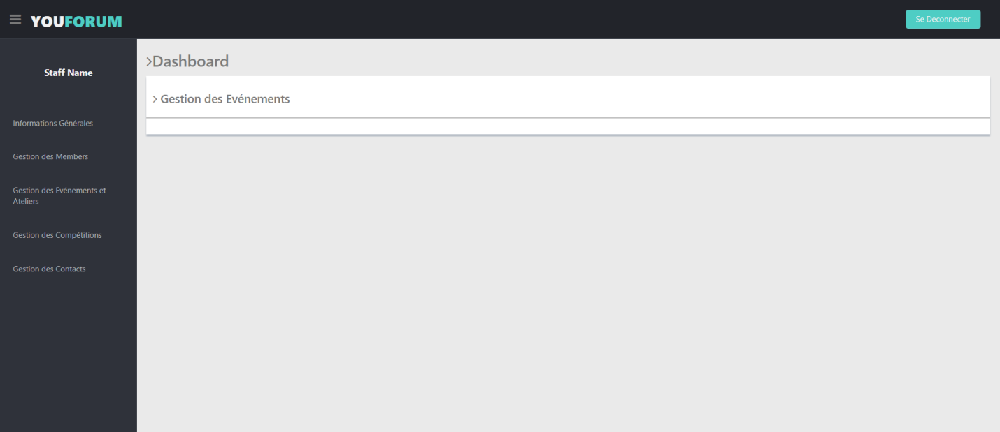 YOUFORUM
Se Deconnecter
Staff Name
Informations Générales
Gestion des Members
Gestion des Evénements et
Ateliers
Gestion des Compétitions
Gestion des Contacts
>Dashboard
> Gestion des Evénements